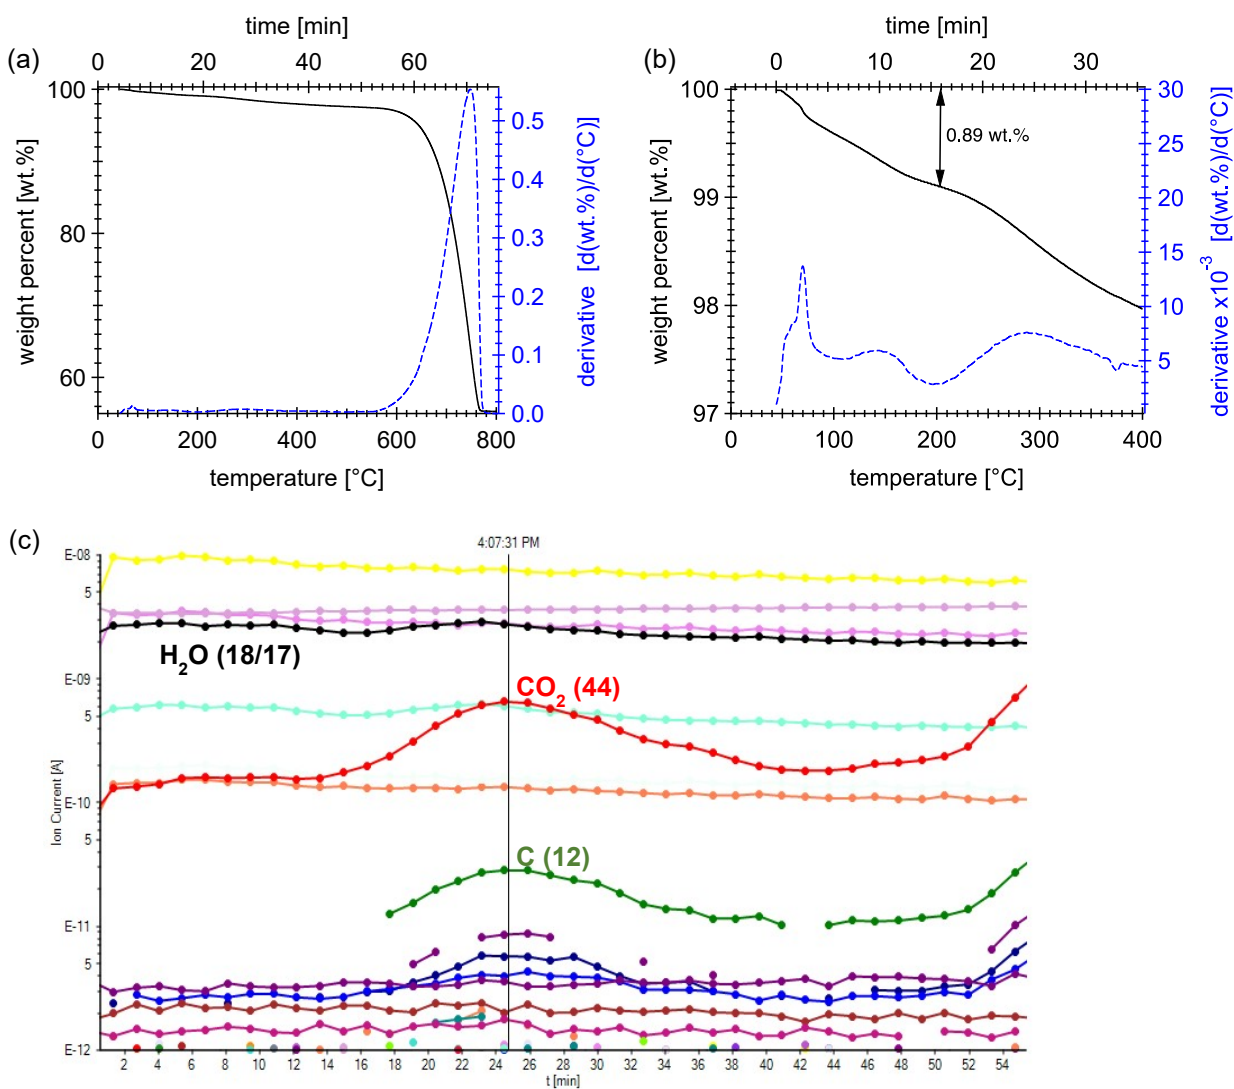 (a)
time [min]
0 20 40 60
100
80
60
weight percent [wt.%]
0.5
0.4
0.3
0.2
0.1
0.0
derivative [d(wt.%)/d(°C)]
0 200 400 600 800
temperature [°C]
(b)
time [min]
0 10 20 30
100
99
98
97
weight percent [wt.%]
0.89 wt.%
30
25
20
15
10
5
derivative x10⁻³ [d(wt.%)/d(°C)]
0 100 200 300 400
temperature [°C]
(c)
4:07:31 PM
E-08
5
E-09
5
E-10
5
E-11
5
E-12
Ion Current [A]
H₂O (18/17)
CO₂ (44)
C (12)
2 4 6 8 10 12 14 16 18 20 22 24 26 28 30 32 34 36 38 40 42 44 46 48 50 52 54
t [min]